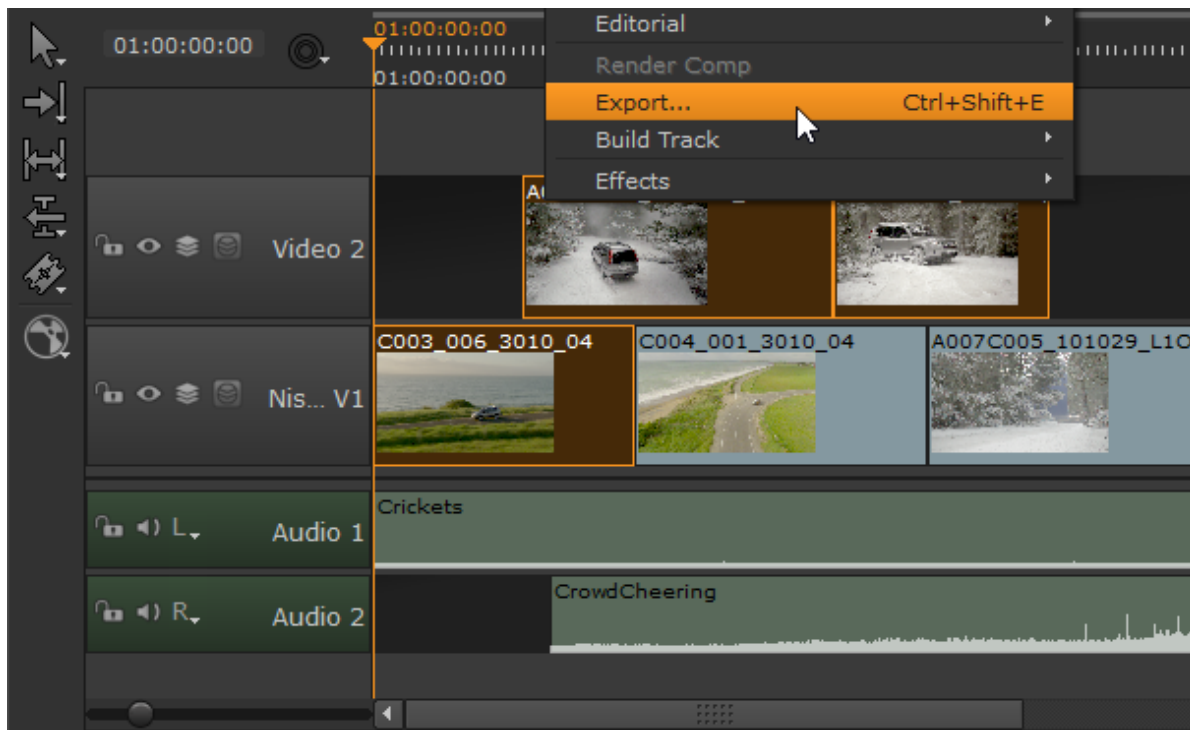 01:00:00:00
01:00:00:00
01:00:00:00
Editorial
Render Comp
Export... Ctrl+Shift+E
Build Track
Effects
Video 2
C003_006_3010_04
C004_001_3010_04
A007C005_101029_L1O
Nis... V1
Crickets
L
Audio 1
CrowdCheering
R
Audio 2